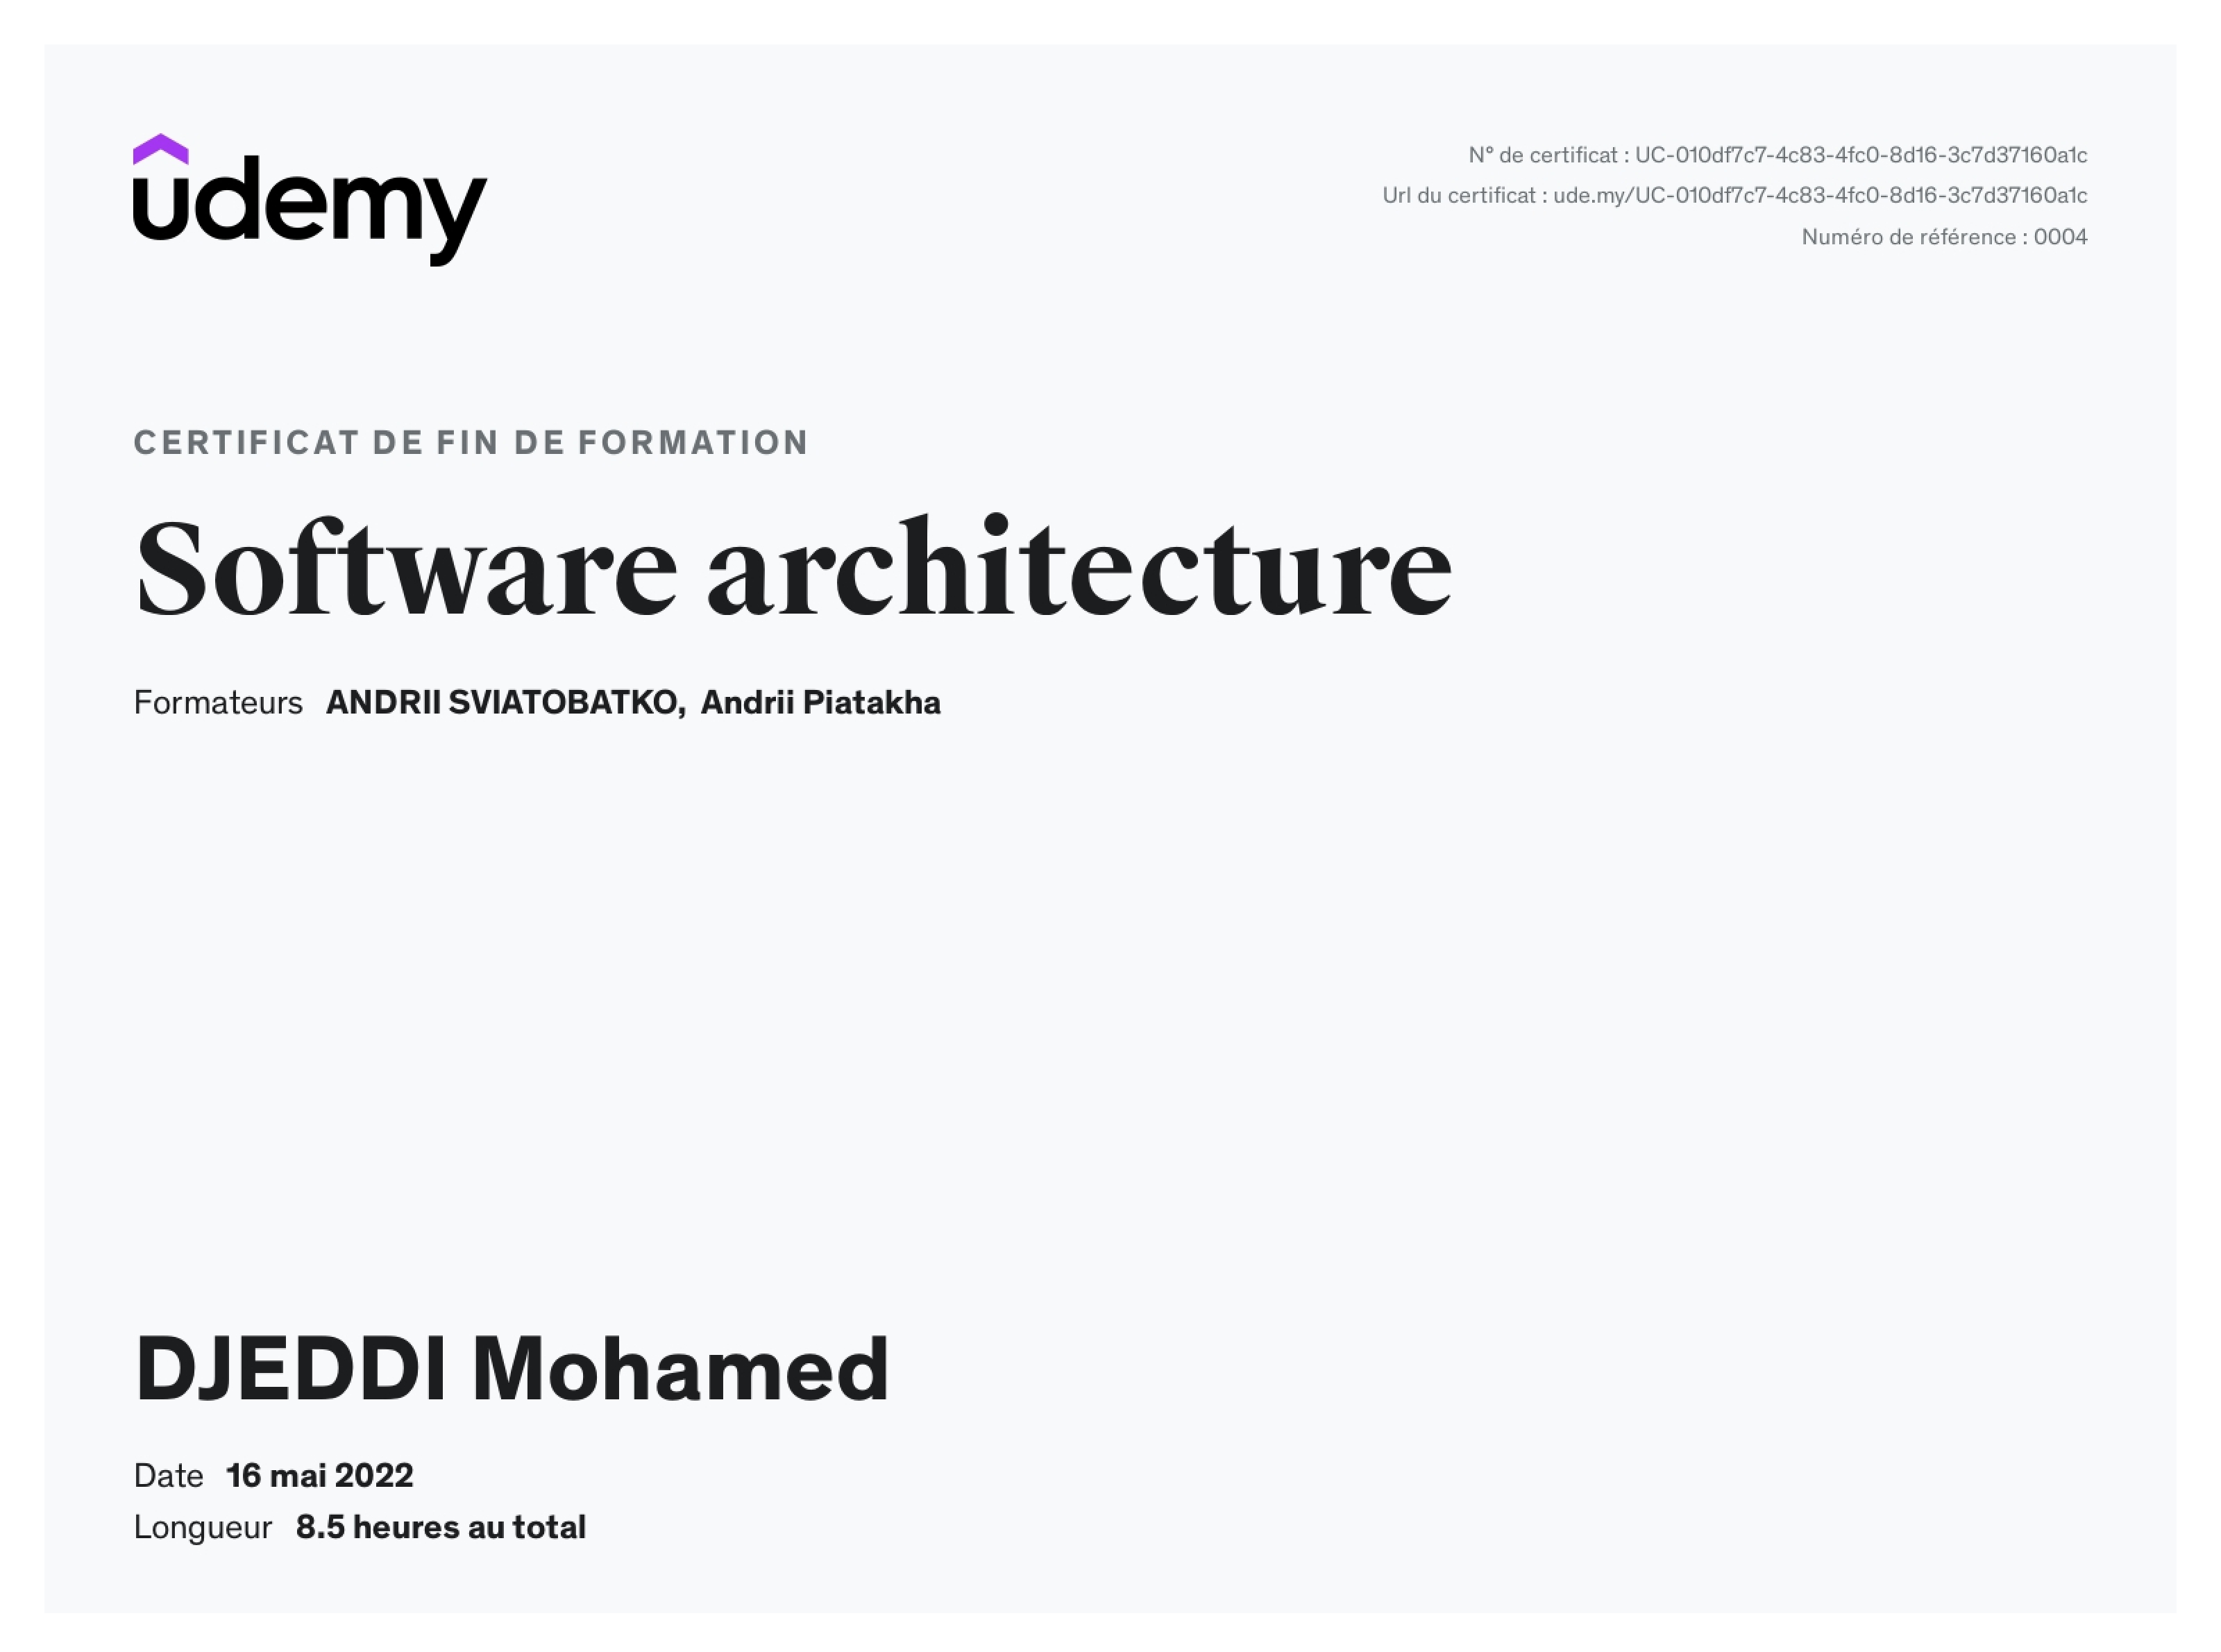 udemy
N° de certificat : UC-010df7c7-4c83-4fc0-8d16-3c7d37160a1c
Url du certificat : ude.my/UC-010df7c7-4c83-4fc0-8d16-3c7d37160a1c
Numéro de référence : 0004
CERTIFICAT DE FIN DE FORMATION
Software architecture
Formateurs ANDRII SVIATOBATKO, Andrii Piatakha
DJEDDI Mohamed
Date 16 mai 2022
Longueur 8.5 heures au total